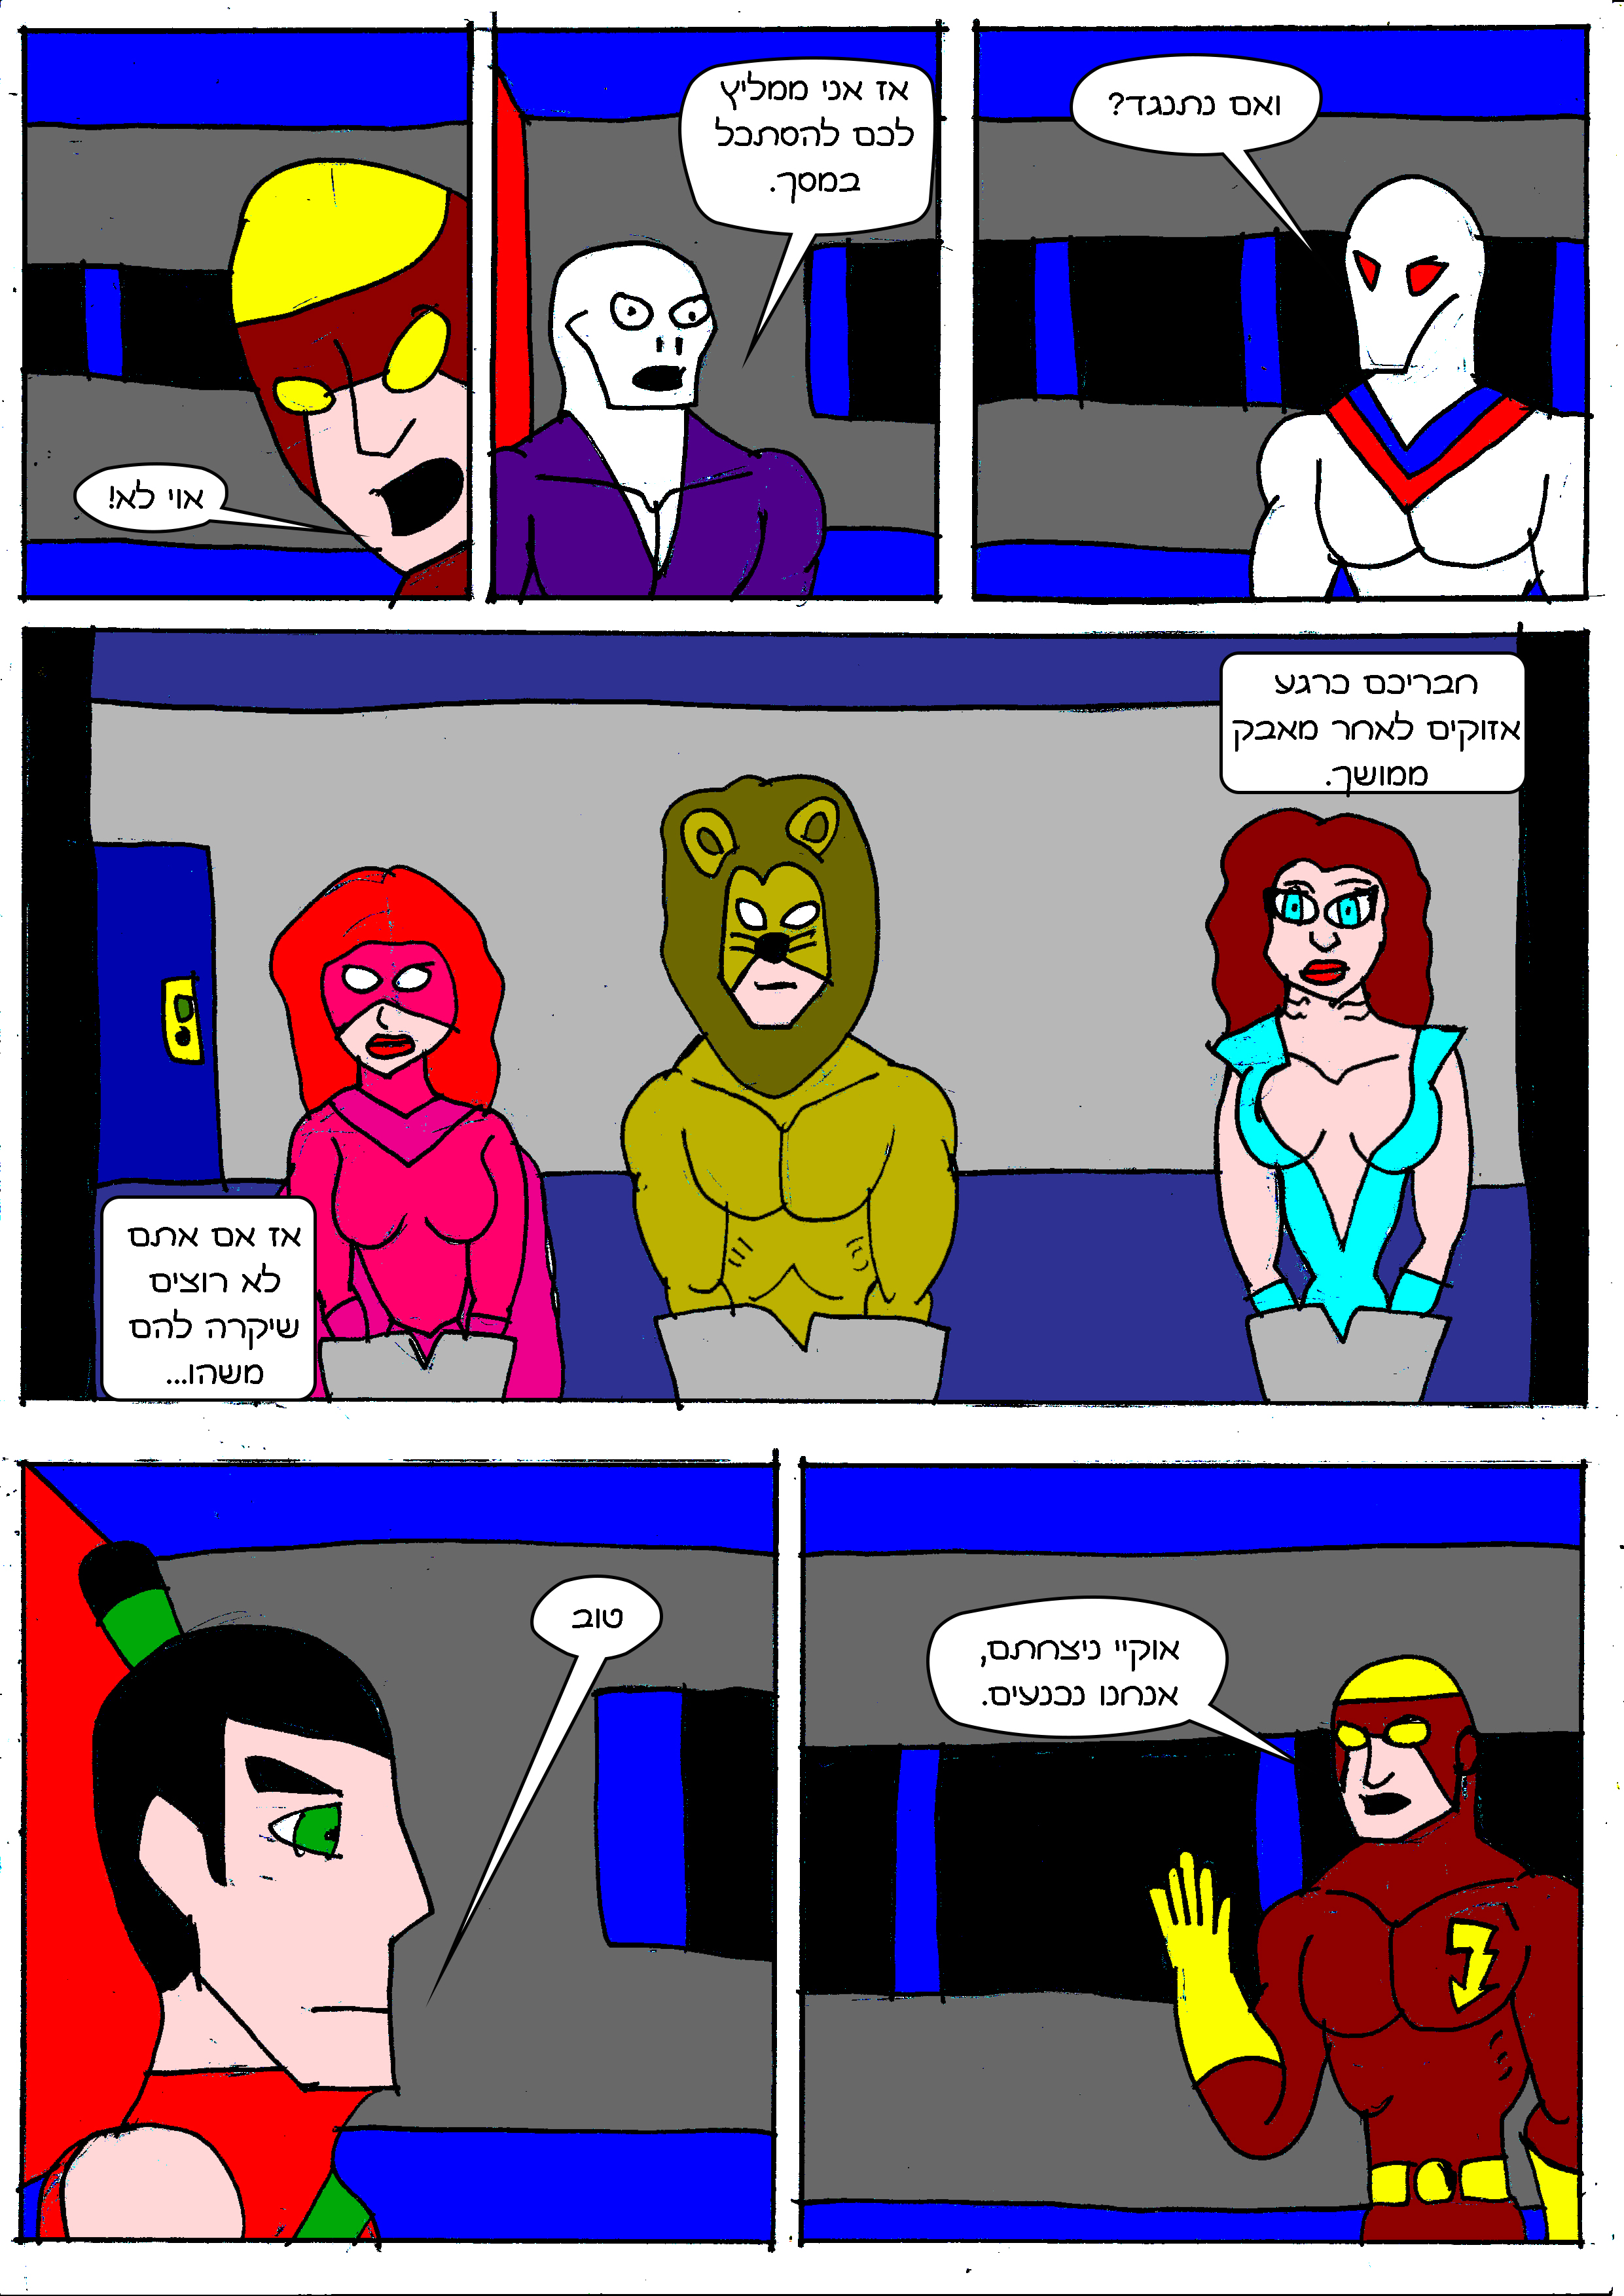 ואם נתנגד?
אז אני ממליץ
לכם להסתכל
במסך.
אוי לא!
חבריכם כרגע
אזוקים לאחר מאבק
ממושך.
אז אם אתם
לא רוצים
שיקרה להם
משהו...
אוקיי ניצחתם,
אנחנו נכנעים.
טוב